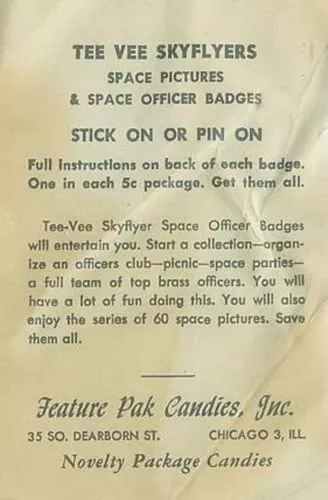 TEE VEE SKYFLYERS
SPACE PICTURES
& SPACE OFFICER BADGES
STICK ON OR PIN ON
Full Instructions on back of each badge.
One in each 5c package. Get them all.
Tee-Vee Skyflyer Space Officer Badges
will entertain you. Start a collection—organ-
ize an officers club—picnic—space parties—
a full team of top brass officers. You will
have a lot of fun doing this. You will also
enjoy the series of 60 space pictures. Save
them all.
Feature Pak Candies, Inc.
35 SO. DEARBORN ST. CHICAGO 3, ILL.
Novelty Package Candies